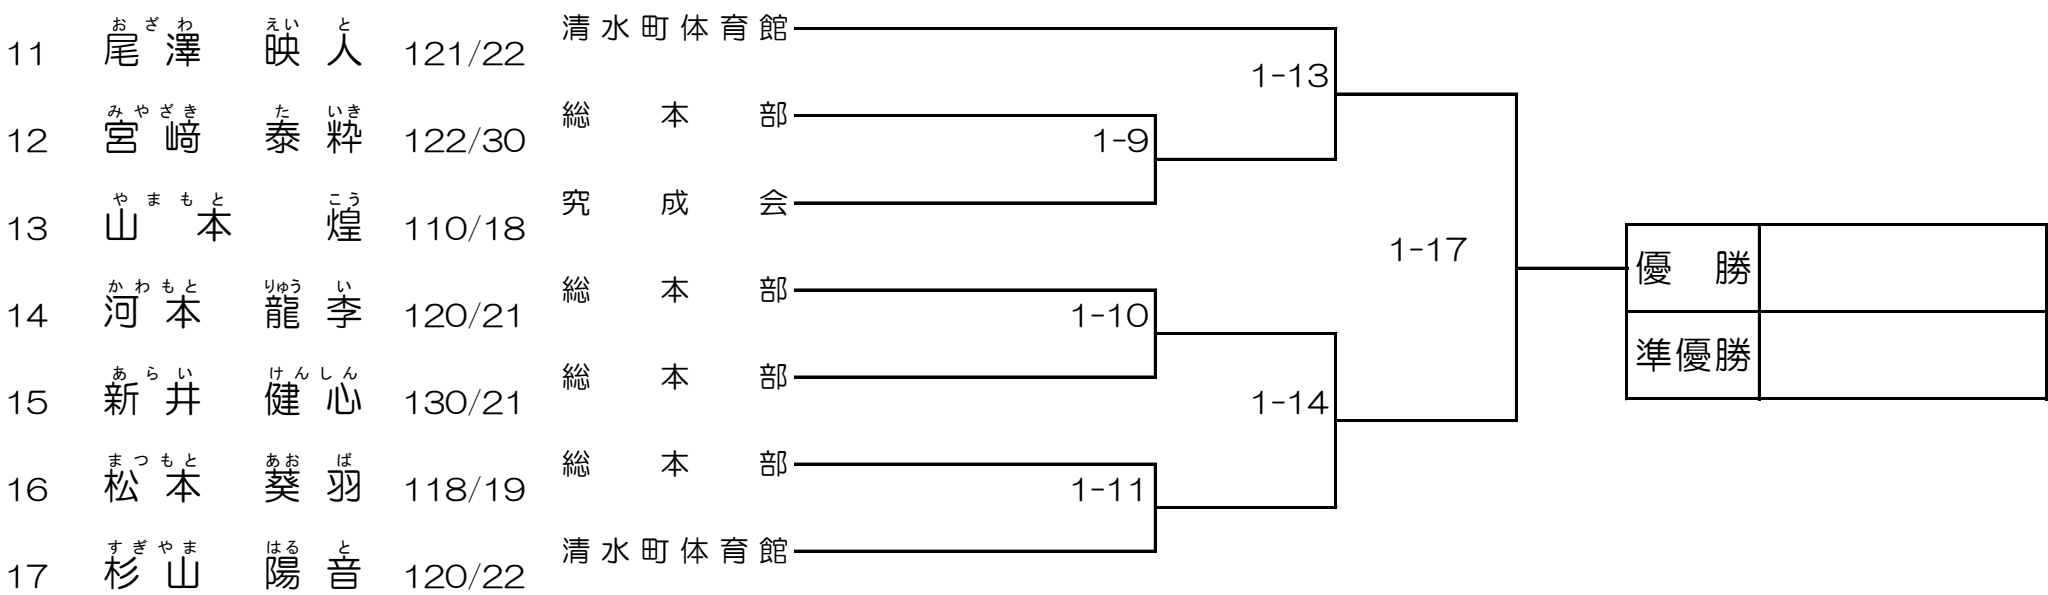 おざわ えいと
11 尾澤 映人 121/22 清水町体育館
1-13
みやざき たいき
12 宮﨑 泰粋 122/30 総本部
1-9
やまもと こう
13 山本 煌 110/18 究成会
1-17
優勝
かわもと りゅうい
14 河本 龍李 120/21 総本部
1-10
準優勝
あらい けんしん
15 新井 健心 130/21 総本部
1-14
まつもと あおば
16 松本 葵羽 118/19 総本部
1-11
すぎやま はると
17 杉山 陽音 120/22 清水町体育館